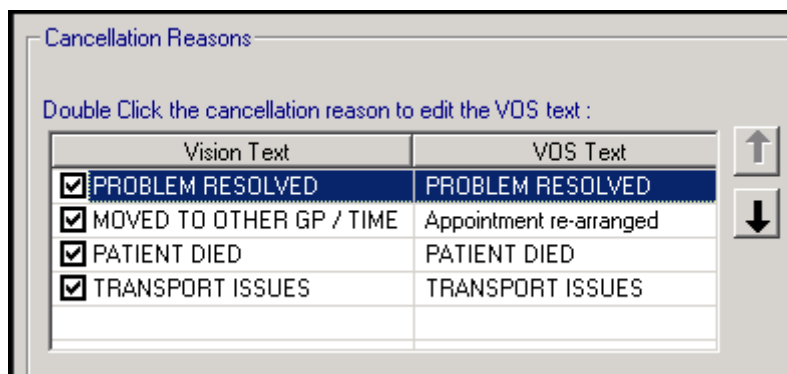 Cancellation Reasons
Double Click the cancellation reason to edit the VOS text :
Vision Text VOS Text
PROBLEM RESOLVED PROBLEM RESOLVED
MOVED TO OTHER GP / TIME Appointment re-arranged
PATIENT DIED PATIENT DIED
TRANSPORT ISSUES TRANSPORT ISSUES